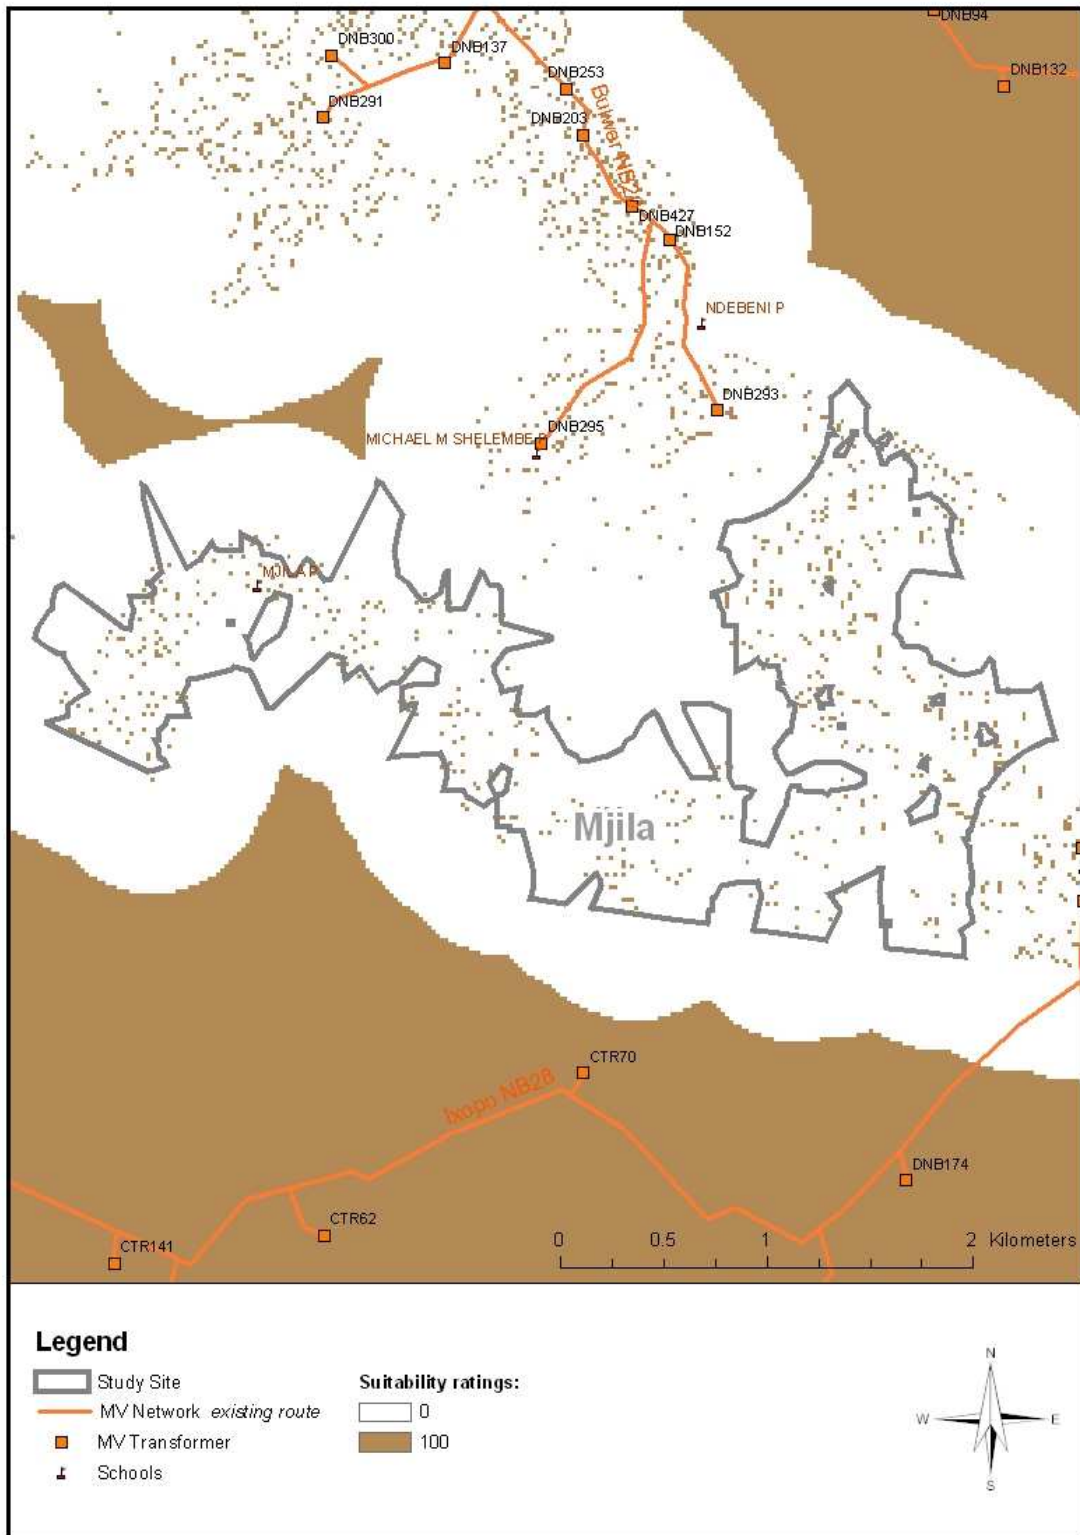 DNB94
DNB300
DNB137
DNB132
DNB253
DNB291
DNB203
DNB427
DNB152
NDEBENI P
DNB293
DNB295
MICHAEL M SHELEMBE P
Mjila
CTR70
Ixopo NB28
DNB174
CTR62
CTR141
0 0.5 1 2 Kilometers
Legend
Study Site
MV Network existing route
MV Transformer
Schools
Suitability ratings:
0
100
N
W E
S